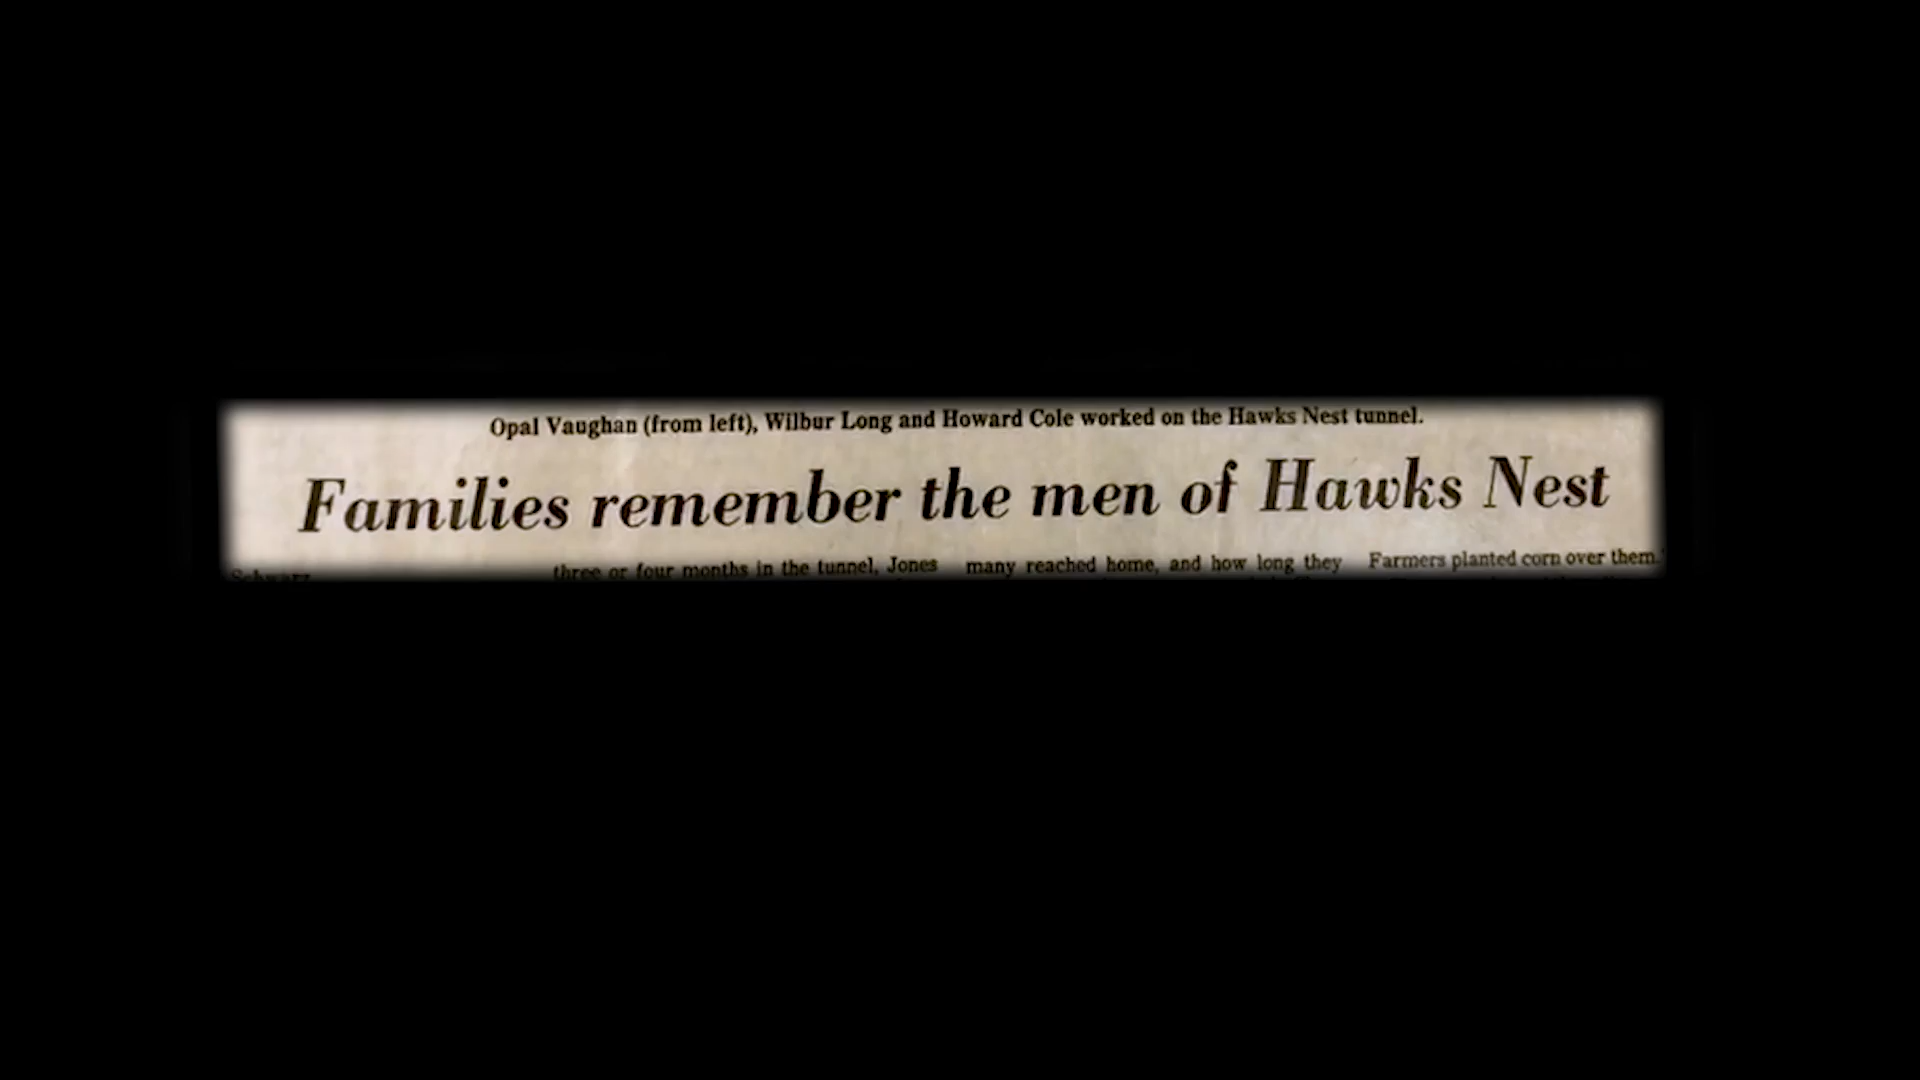 Opal Vaughan (from left), Wilbur Long and Howard Cole worked on the Hawks Nest tunnel.
Families remember the men of Hawks Nest
Schwarz
three or four months in the tunnel, Jones
many reached home, and how long they
Farmers planted corn over them.